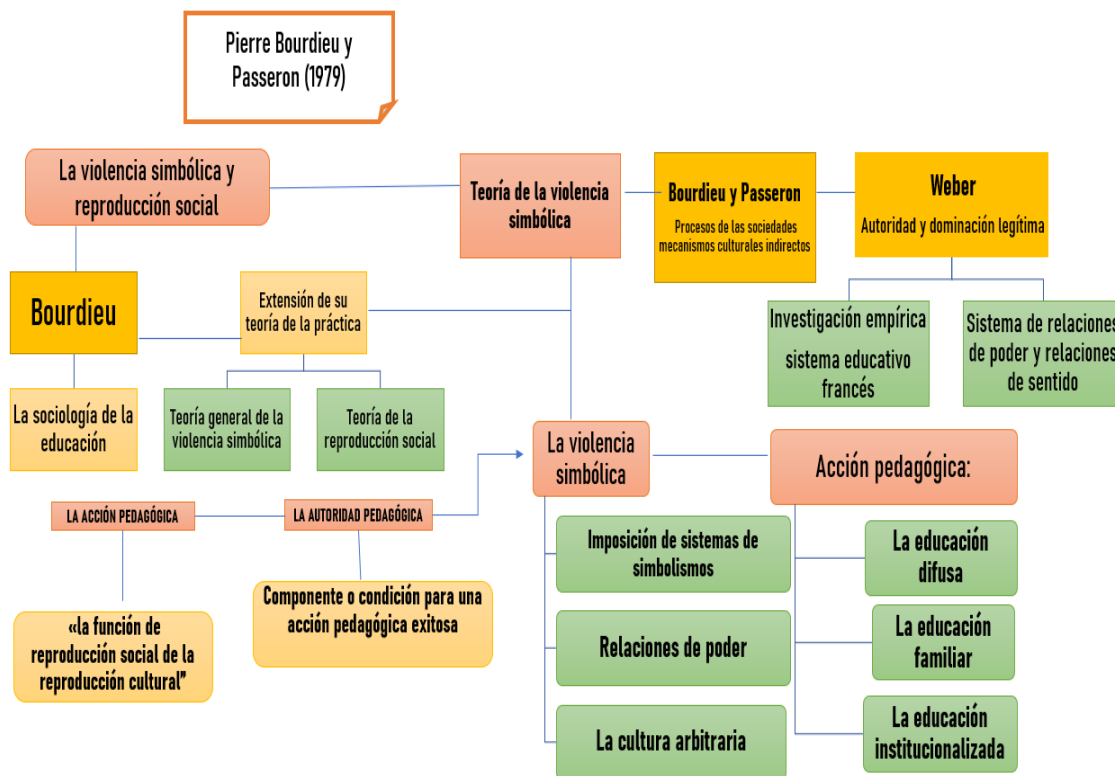 Pierre Bourdieu y
Passeron (1979)
La violencia simbólica y
reproducción social
Teoría de la violencia
simbólica
Bourdieu y Passeron
Procesos de las sociedades
mecanismos culturales indirectos
Weber
Autoridad y dominación legítima
Bourdieu
Extensión de su
teoría de la práctica
Investigación empírica
sistema educativo
francés
Sistema de relaciones
de poder y relaciones
de sentido
La sociología de la
educación
Teoría general de la
violencia simbólica
Teoría de la
reproducción social
La violencia
simbólica
Acción pedagógica:
LA ACCIÓN PEDAGÓGICA
LA AUTORIDAD PEDAGÓGICA
Imposición de sistemas de
simbolismos
La educación
difusa
«la función de
reproducción social de la
reproducción cultural”
Componente o condición para una
acción pedagógica exitosa
Relaciones de poder
La educación
familiar
La cultura arbitraria
La educación
institucionalizada